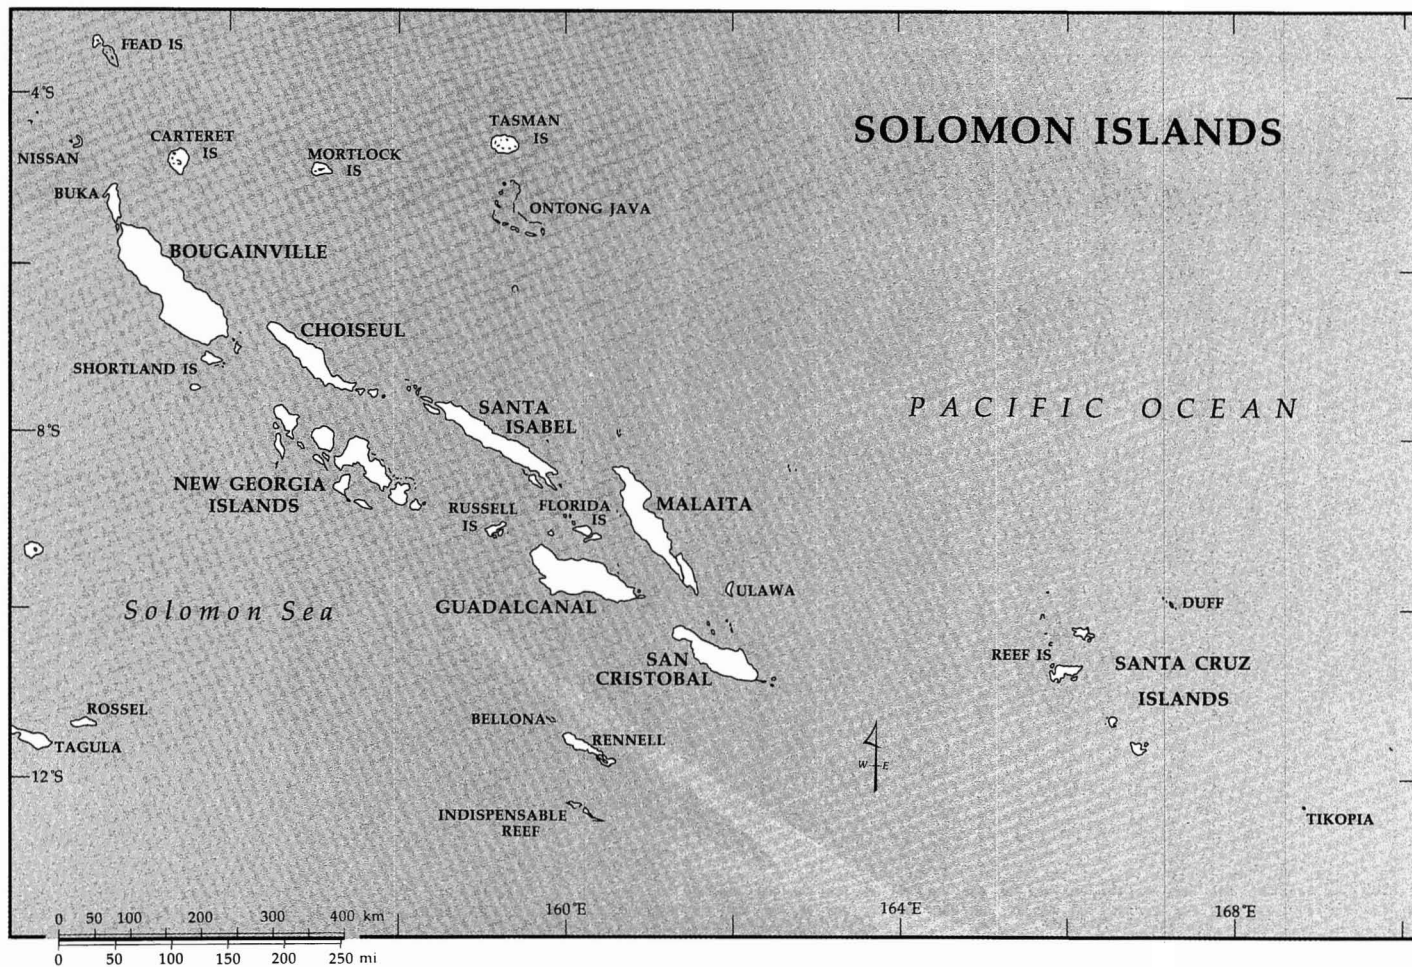 FEAD IS
4°S
SOLOMON ISLANDS
TASMAN
IS
CARTERET
IS
NISSAN
MORTLOCK
IS
BUKA
ONTONG JAVA
BOUGAINVILLE
CHOISEUL
SHORTLAND IS
PACIFIC OCEAN
SANTA
ISABEL
8°S
NEW GEORGIA
ISLANDS
RUSSELL
IS
FLORIDA
IS
MALAITA
ULAWA
GUADALCANAL
Solomon Sea
DUFF
REEF IS
SANTA CRUZ
ISLANDS
SAN
CRISTOBAL
ROSSEL
TAGULA
BELLONA
RENNELL
W E
12°S
INDISPENSABLE
REEF
TIKOPIA
160°E
164°E
168°E
0 50 100 200 300 400 km
0 50 100 150 200 250 mi